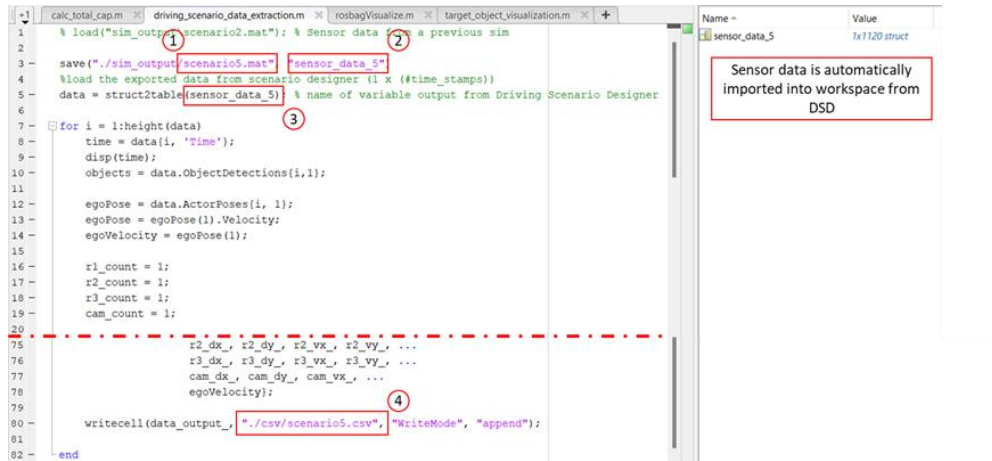 +1 calc_total_cap.m driving_scenario_data_extraction.m rosbagVisualize.m target_object_visualization.m +
1 % load("sim_output/scenario2.mat"); % Sensor data from a previous sim
1 2
2
3 - save("./sim_output/scenario5.mat", "sensor_data_5")
4 %load the exported data from scenario designer (1 x (#time_stamps))
5 - data = struct2table(sensor_data_5); % name of variable output from Driving Scenario Designer
6
3
7 - for i = 1:height(data)
8 - time = data{i, 'Time'};
9 - disp(time);
10 - objects = data.ObjectDetections{i,1};
11
12 - egoPose = data.ActorPoses{i, 1};
13 - egoPose = egoPose(1).Velocity;
14 - egoVelocity = egoPose(1);
15
16 - r1_count = 1;
17 - r2_count = 1;
18 - r3_count = 1;
19 - cam_count = 1;
20
75 r2_dx_, r2_dy_, r2_vx_, r2_vy_, ...
76 r3_dx_, r3_dy_, r3_vx_, r3_vy_, ...
77 cam_dx_, cam_dy_, cam_vx_, ...
78 egoVelocity};
79
4
80 - writecell(data_output_, "./csv/scenario5.csv", "WriteMode", "append");
81
82 - end
Name Value
sensor_data_5 1x1120 struct
Sensor data is automatically
imported into workspace from
DSD